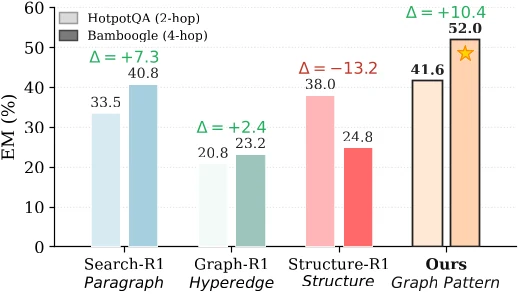 60
50
40
30
20
10
0
EM (%)
HotpotQA (2-hop)
Bamboogle (4-hop)
Δ = +7.3
33.5
40.8
Δ = +2.4
20.8
23.2
Δ = −13.2
38.0
24.8
Δ = +10.4
41.6
52.0
Search-R1
Paragraph
Graph-R1
Hyperedge
Structure-R1
Structure
Ours
Graph Pattern